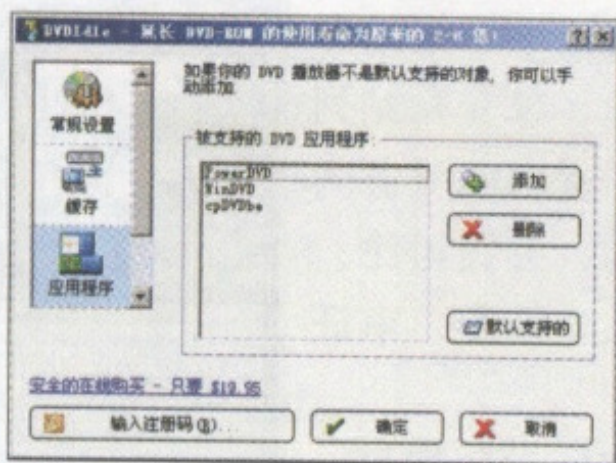 DVDIdle - 延长 DVD-ROM 的使用寿命为原来的 2-8 倍!
如果你的 DVD 播放器不是默认支持的对象, 你可以手
动添加
常规设置
缓存
应用程序
被支持的 DVD 应用程序
PowerDVD
WinDVD
cpDVDbe
添加
删除
默认支持的
安全的在线购买 - 只要 $19.95
输入注册码(R)...
确定
取消